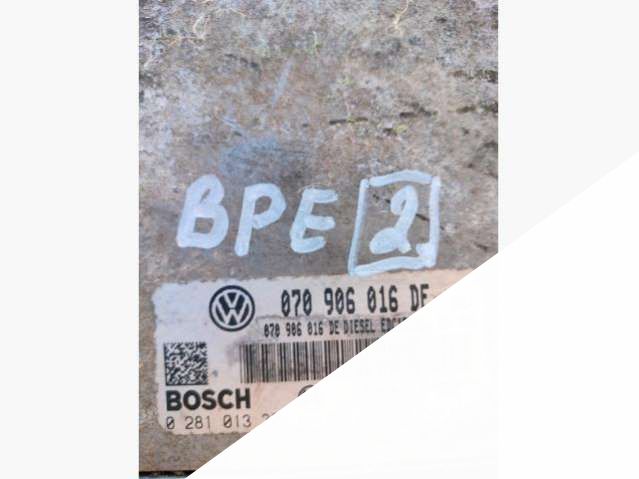 BPE 2
070 906 016 DE
070 906 016 DE DIESEL
BOSCH
0 281 013